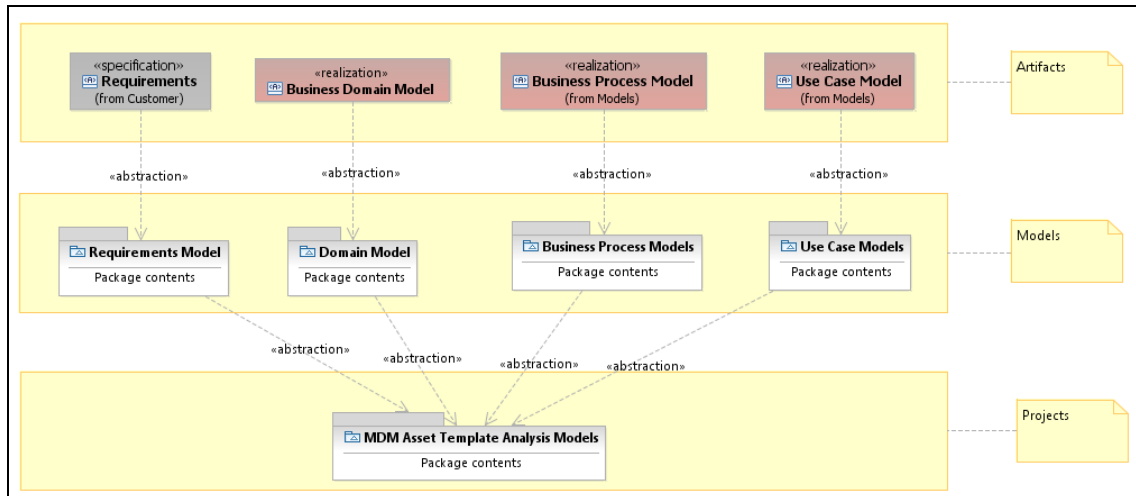 «specification»
Requirements
(from Customer)
«realization»
Business Domain Model
«realization»
Business Process Model
(from Models)
«realization»
Use Case Model
(from Models)
Artifacts
«abstraction»
«abstraction»
«abstraction»
«abstraction»
Requirements Model
Package contents
Domain Model
Package contents
Business Process Models
Package contents
Use Case Models
Package contents
Models
«abstraction»
«abstraction»
«abstraction»
«abstraction»
MDM Asset Template Analysis Models
Package contents
Projects